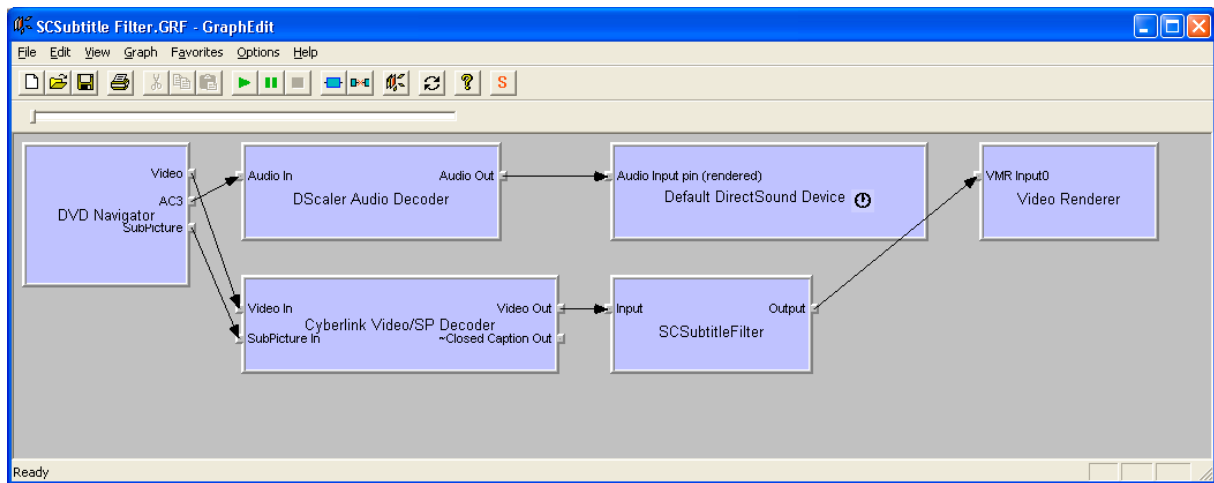 SCSubtitle Filter.GRF - GraphEdit
File Edit View Graph Favorites Options Help
S
Video
AC3
DVD Navigator
SubPicture
Audio In
Audio Out
DScaler Audio Decoder
Audio Input pin (rendered)
Default DirectSound Device
VMR Input0
Video Renderer
Video In
Video Out
Cyberlink Video/SP Decoder
SubPicture In
~Closed Caption Out
Input
Output
SCSubtitleFilter
Ready